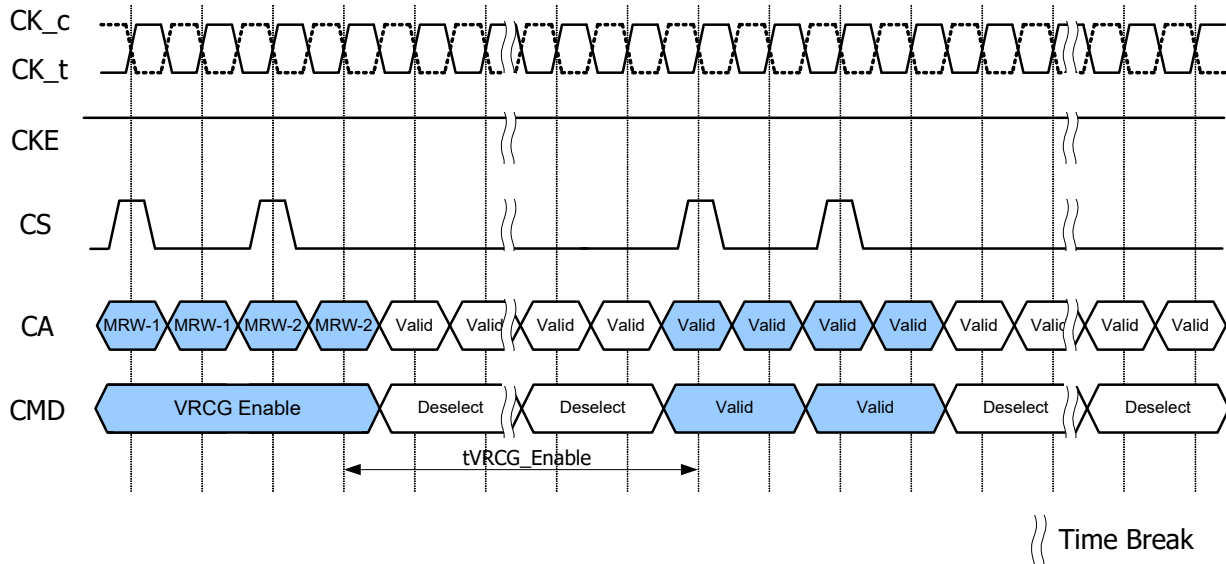 CK_c
CK_t
CKE
CS
CA MRW-1 MRW-1 MRW-2 MRW-2 Valid Valid Valid Valid Valid Valid Valid Valid Valid Valid Valid Valid
CMD VRCG Enable Deselect Deselect Valid Valid Deselect Deselect
tVRCG_Enable
Time Break